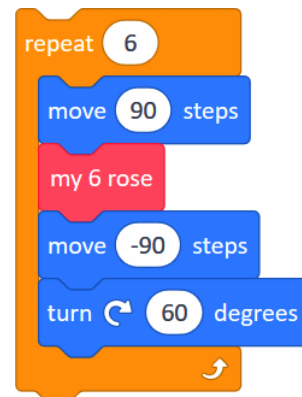 repeat 6
move 90 steps
my 6 rose
move -90 steps
turn 60 degrees